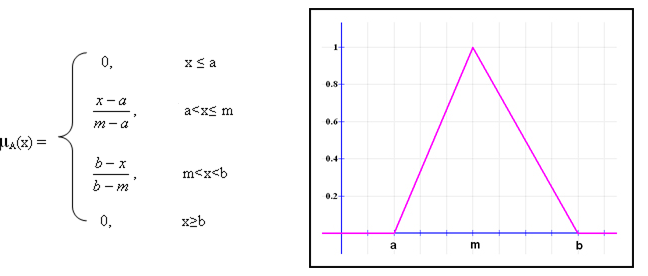 0, x ≤ a
x − a
m − a , a<x≤ m
μA(x) =
b − x
b − m , m<x<b
0, x≥b
1
0.8
0.6
0.4
0.2
a m b